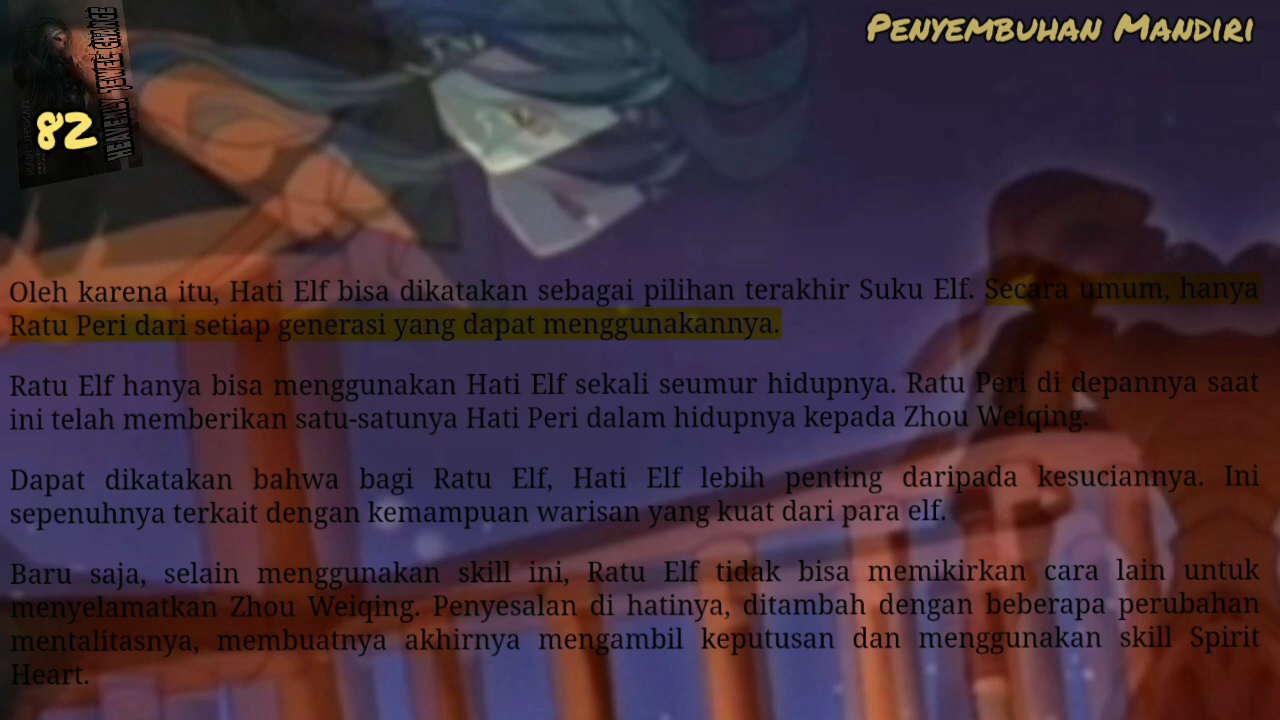 Penyembuhan Mandiri
HEAVENLY JEWEL CHANGE
82
Oleh karena itu, Hati Elf bisa dikatakan sebagai pilihan terakhir Suku Elf. Secara umum, hanya
Ratu Peri dari setiap generasi yang dapat menggunakannya.
Ratu Elf hanya bisa menggunakan Hati Elf sekali seumur hidupnya. Ratu Peri di depannya saat
ini telah memberikan satu-satunya Hati Peri dalam hidupnya kepada Zhou Weiqing.
Dapat dikatakan bahwa bagi Ratu Elf, Hati Elf lebih penting daripada kesuciannya. Ini
sepenuhnya terkait dengan kemampuan warisan yang kuat dari para elf.
Baru saja, selain menggunakan skill ini, Ratu Elf tidak bisa memikirkan cara lain untuk
menyelamatkan Zhou Weiqing. Penyesalan di hatinya, ditambah dengan beberapa perubahan
mentalitasnya, membuatnya akhirnya mengambil keputusan dan menggunakan skill Spirit
Heart.